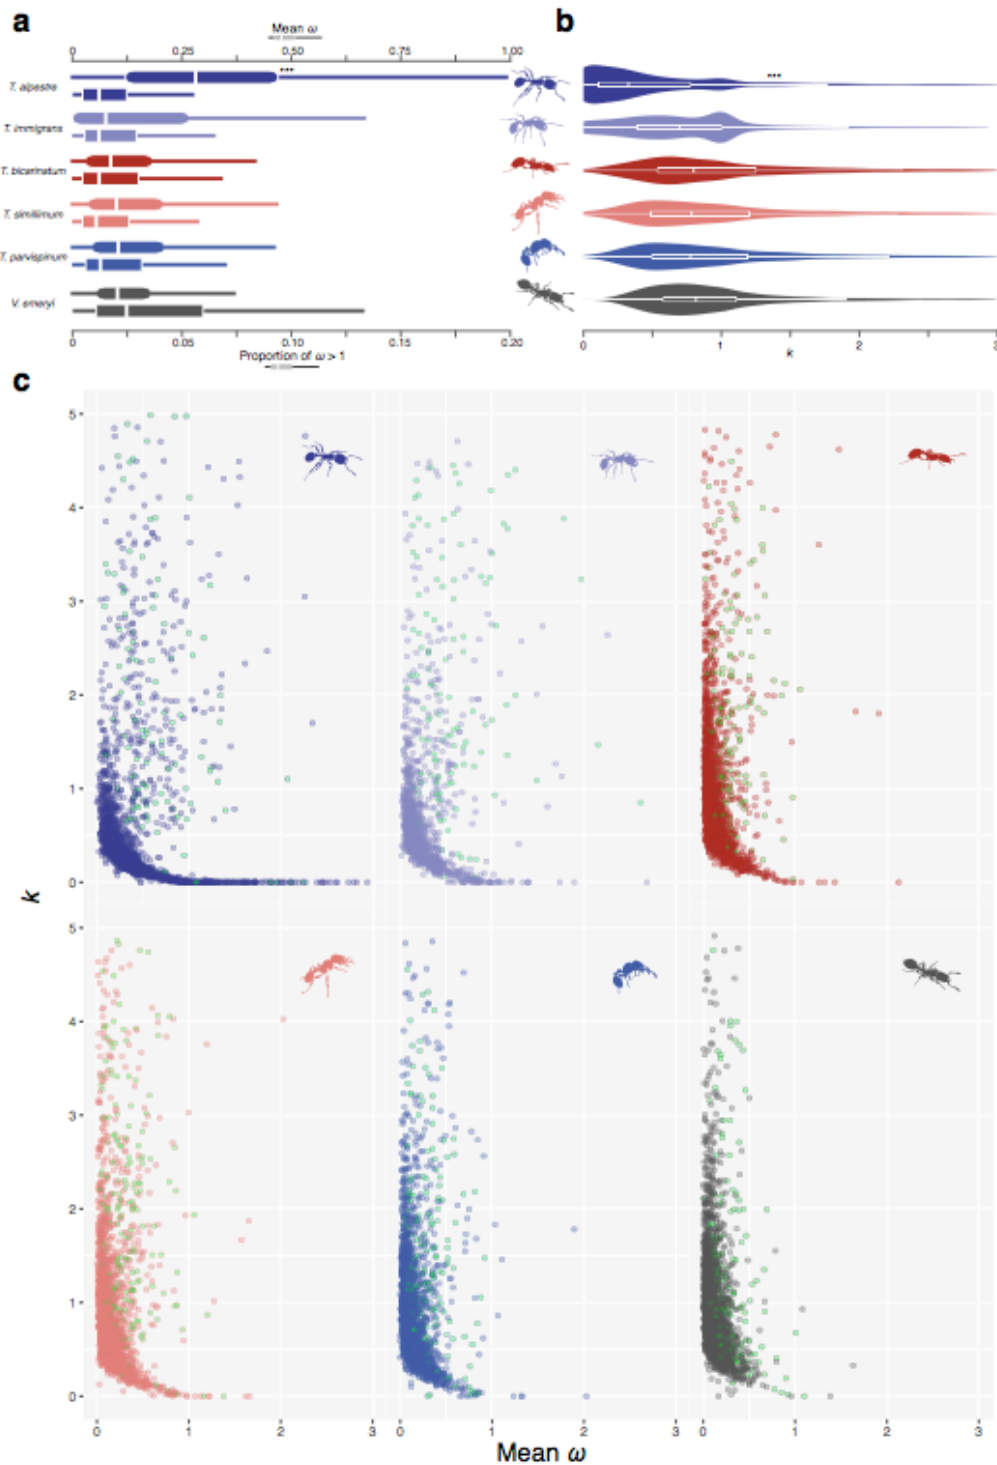 a
b
Mean ω
0 0.25 0.50 0.75 1.00
T. alpestre
***
***
T. immigrans
T. bicarinatum
T. simillimum
T. parvispinum
V. emeryi
0 0.05 0.10 0.15 0.20
0 1 2 3
Proportion of ω > 1
k
c
5
4
3
2
1
0
k
5
4
3
2
1
0
0 1 2 3 0 1 2 3 0 1 2 3
Mean ω